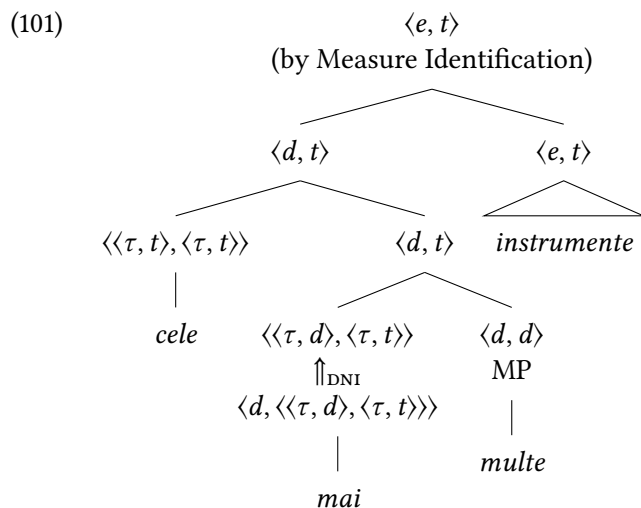 (101)
⟨e, t⟩
(by Measure Identification)
⟨d, t⟩ ⟨e, t⟩
⟨⟨τ, t⟩, ⟨τ, t⟩⟩ ⟨d, t⟩ instrumente
cele ⟨⟨τ, d⟩, ⟨τ, t⟩⟩ ⟨d, d⟩
⇑DNI MP
⟨d, ⟨⟨τ, d⟩, ⟨τ, t⟩⟩⟩
multe
mai